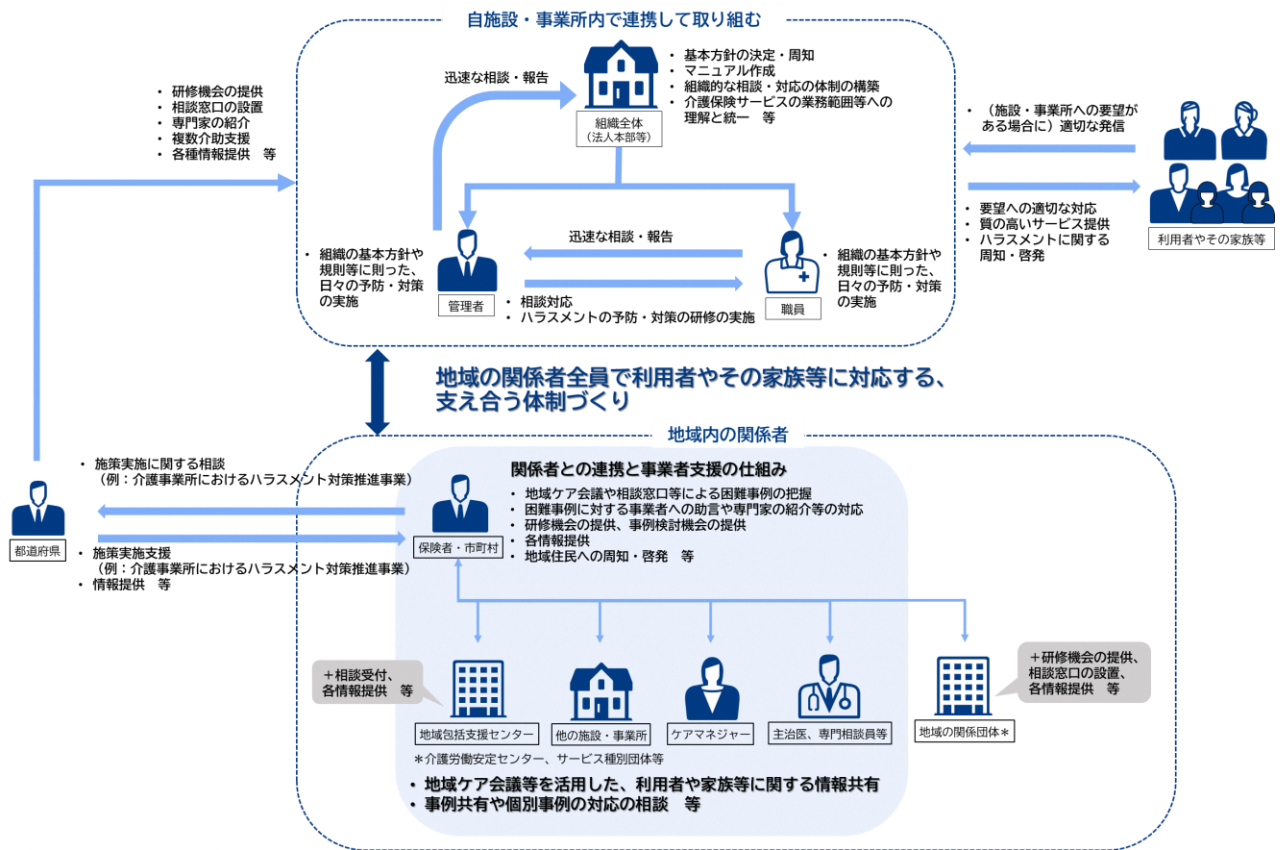 自施設・事業所内で連携して取り組む
・ 研修機会の提供
・ 相談窓口の設置
・ 専門家の紹介
・ 複数介助支援
・ 各種情報提供　等
迅速な相談・報告
組織全体
（法人本部等）
・ 基本方針の決定・周知
・ マニュアル作成
・ 組織的な相談・対応の体制の構築
・ 介護保険サービスの業務範囲等への
理解と統一　等
・ （施設・事業所への要望が
ある場合に）適切な発信
・ 要望への適切な対応
・ 質の高いサービス提供
・ ハラスメントに関する
周知・啓発
利用者やその家族等
・ 組織の基本方針や
規則等に則った、
日々の予防・対策
の実施
管理者
迅速な相談・報告
・ 相談対応
・ ハラスメントの予防・対策の研修の実施
職員
・ 組織の基本方針や
規則等に則った、
日々の予防・対策
の実施
地域の関係者全員で利用者やその家族等に対応する、
支え合う体制づくり
地域内の関係者
・ 施策実施に関する相談
（例：介護事業所におけるハラスメント対策推進事業）
都道府県
・ 施策実施支援
（例：介護事業所におけるハラスメント対策推進事業）
・ 情報提供　等
保険者・市町村
関係者との連携と事業者支援の仕組み
・ 地域ケア会議や相談窓口等による困難事例の把握
・ 困難事例に対する事業者への助言や専門家の紹介等の対応
・ 研修機会の提供、事例検討機会の提供
・ 各情報提供
・ 地域住民への周知・啓発　等
＋相談受付、
各情報提供　等
＋研修機会の提供、
相談窓口の設置、
各情報提供　等
地域包括支援センター
他の施設・事業所
ケアマネジャー
主治医、専門相談員等
地域の関係団体＊
＊介護労働安定センター、サービス種別団体等
・ 地域ケア会議等を活用した、利用者や家族等に関する情報共有
・ 事例共有や個別事例の対応の相談　等